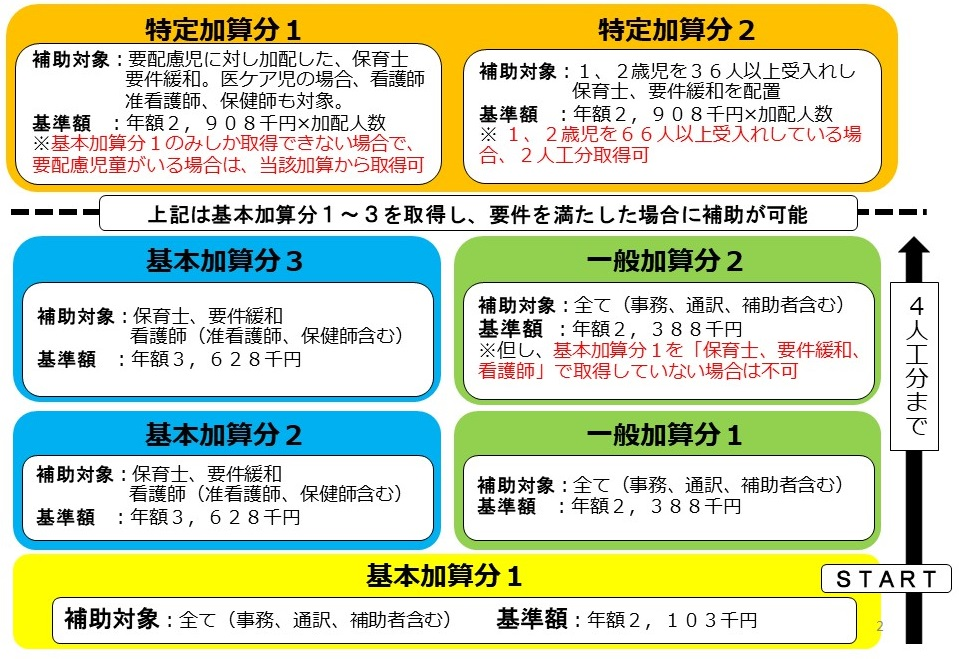 特定加算分１
補助対象：要配慮児に対し加配した、保育士
要件緩和。医ケア児の場合、看護師
准看護師、保健師も対象。
基準額　：年額２，９０８千円×加配人数
※基本加算分１のみしか取得できない場合で、
要配慮児童がいる場合は、当該加算から取得可
特定加算分２
補助対象：１、２歳児を３６人以上受入れし
保育士、要件緩和を配置
基準額　：年額２，９０８千円×加配人数
※ １、２歳児を６６人以上受入れしている場
合、２人工分取得可
上記は基本加算分１～３を取得し、要件を満たした場合に補助が可能
基本加算分３
補助対象：保育士、要件緩和
看護師（准看護師、保健師含む）
基準額　：年額３，６２８千円
一般加算分２
補助対象：全て（事務、通訳、補助者含む）
基準額　：年額２，３８８千円
※但し、基本加算分１を「保育士、要件緩和、
看護師」で取得していない場合は不可
４人工分まで
基本加算分２
補助対象：保育士、要件緩和
看護師（准看護師、保健師含む）
基準額　：年額３，６２８千円
一般加算分１
補助対象：全て（事務、通訳、補助者含む）
基準額　：年額２，３８８千円
基本加算分１
補助対象：全て（事務、通訳、補助者含む）　基準額：年額２，１０３千円
ＳＴＡＲＴ
2